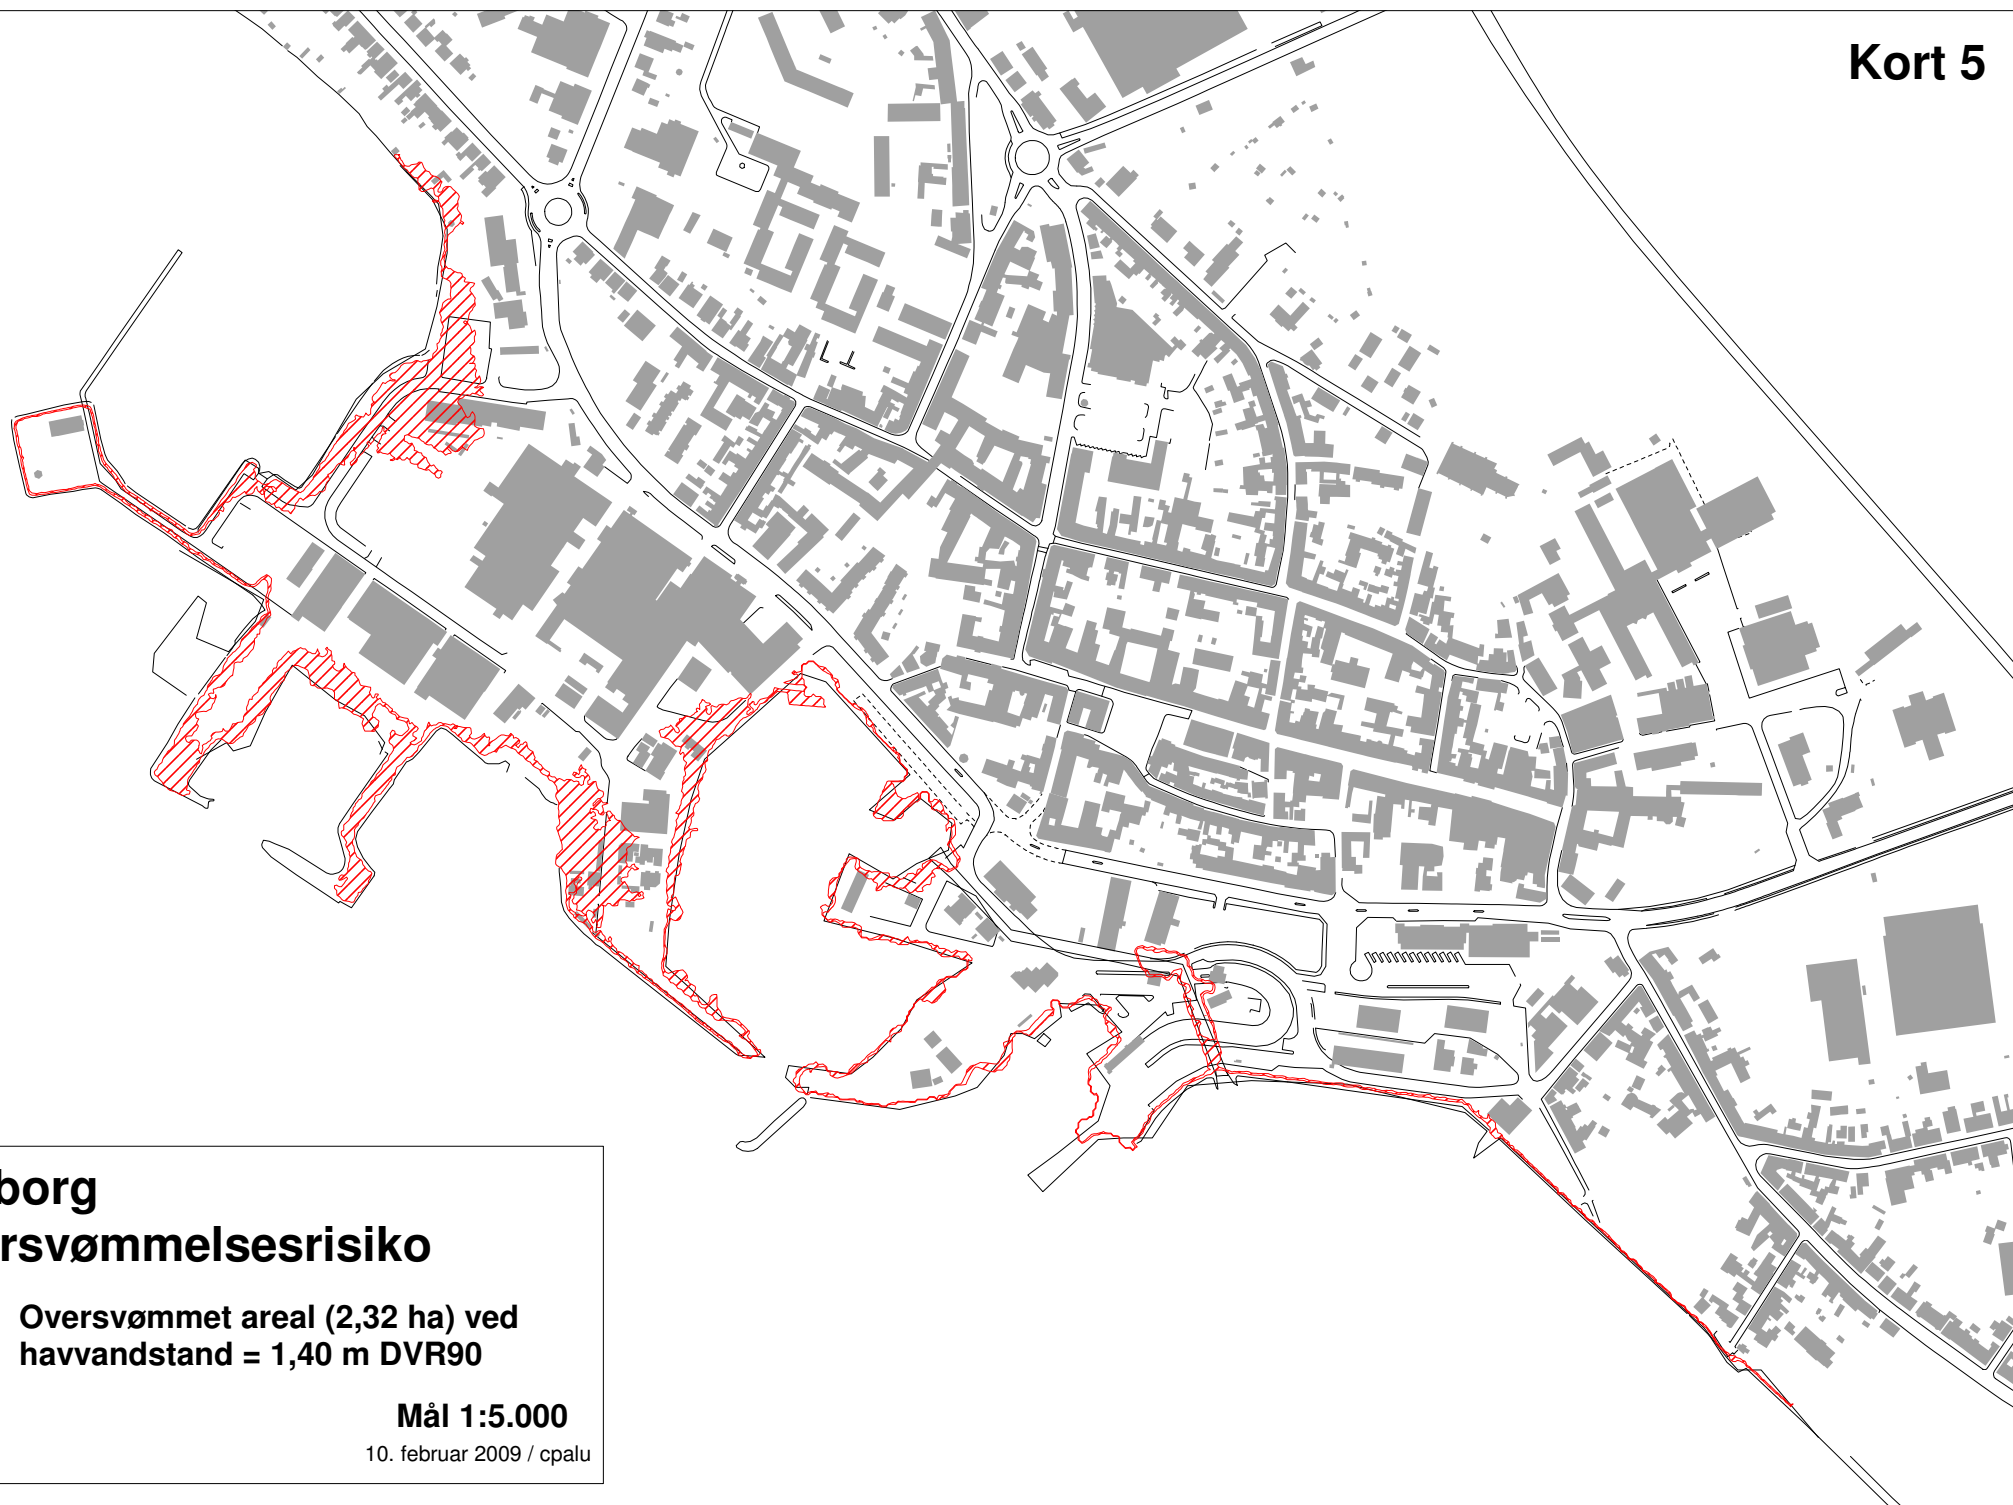 Kort 5
borg
rsvømmelsesrisiko
Oversvømmet areal (2,32 ha) ved
havvandstand = 1,40 m DVR90
Mål 1:5.000
10. februar 2009 / cpalu